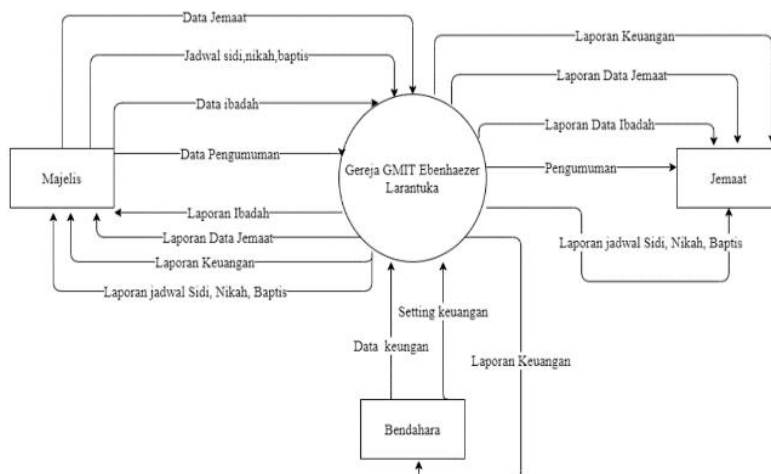 Data Jemaat
Jadwal sidi,nikah,baptis
Data ibadah
Data Pengumuman
Majelis
Laporan Ibadah
Laporan Data Jemaat
Laporan Keuangan
Laporan jadwal Sidi, Nikah, Baptis
Gereja GMIT Ebenhaezer
Larantuka
Laporan Keuangan
Laporan Data Jemaat
Laporan Data Ibadah
Pengumuman
Jemaat
Laporan jadwal Sidi, Nikah, Baptis
Setting keuangan
Data keungan
Laporan Keuangan
Bendahara